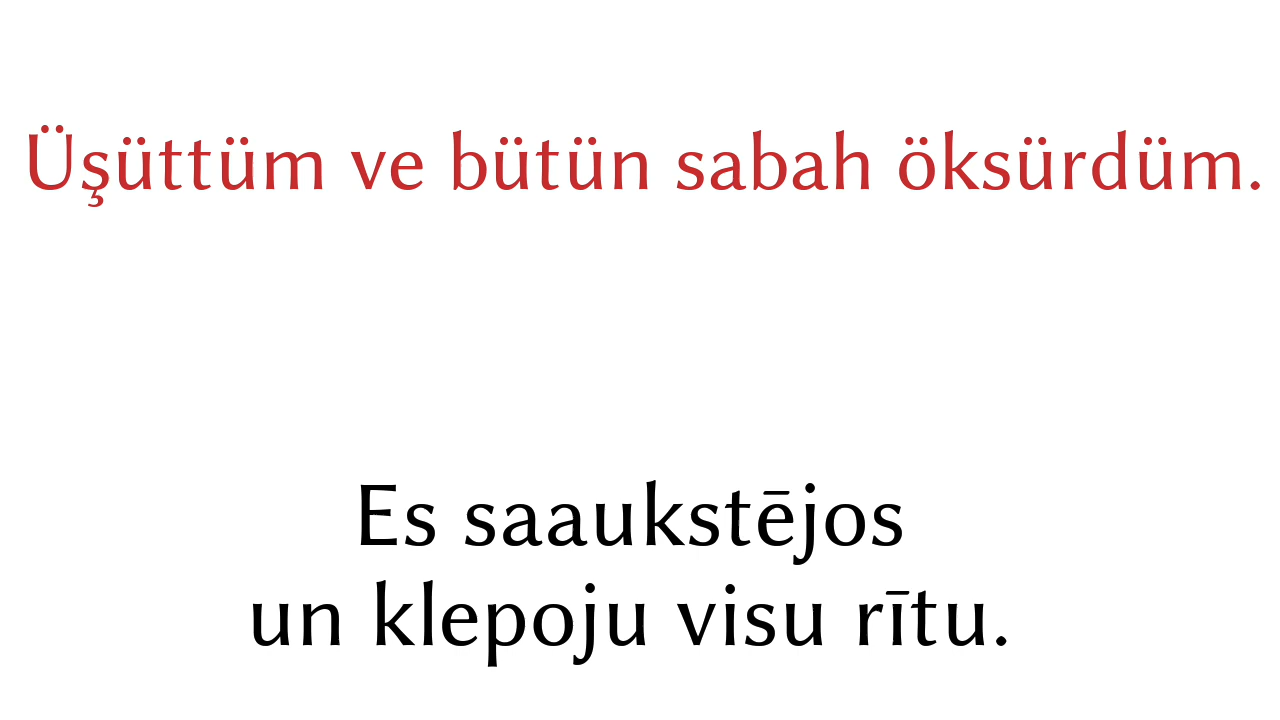 Üşüttüm ve bütün sabah öksürdüm.
Es saaukstējos
un klepoju visu rītu.